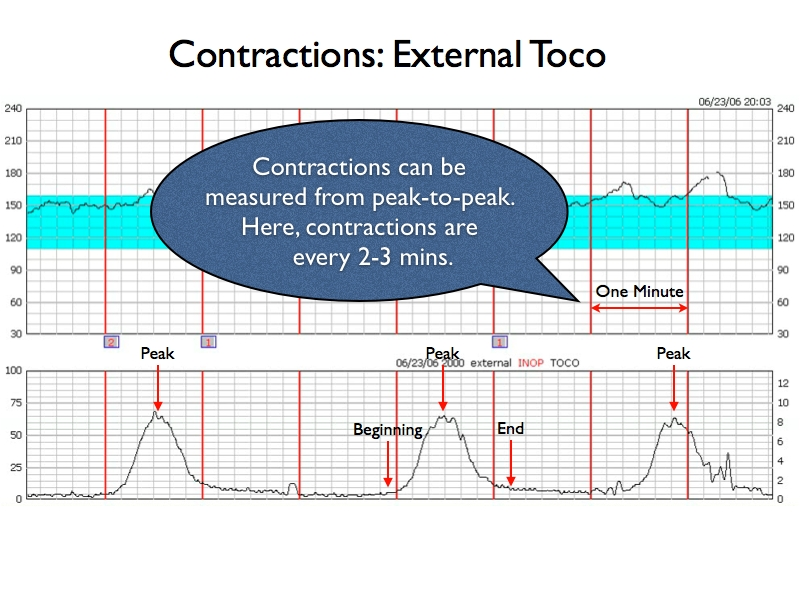 Contractions: External Toco
06/23/06 20:03
240 240
210 210
180 180
150 150
120 120
90 90
60 60
30 30
Contractions can be
measured from peak-to-peak.
Here, contractions are
every 2-3 mins.
One Minute
2 1 1
Peak Peak Peak
06/23/06 2000 external INOP TOCO
100 12
75 10
50 8
25 6
0 4
2
0
Beginning End